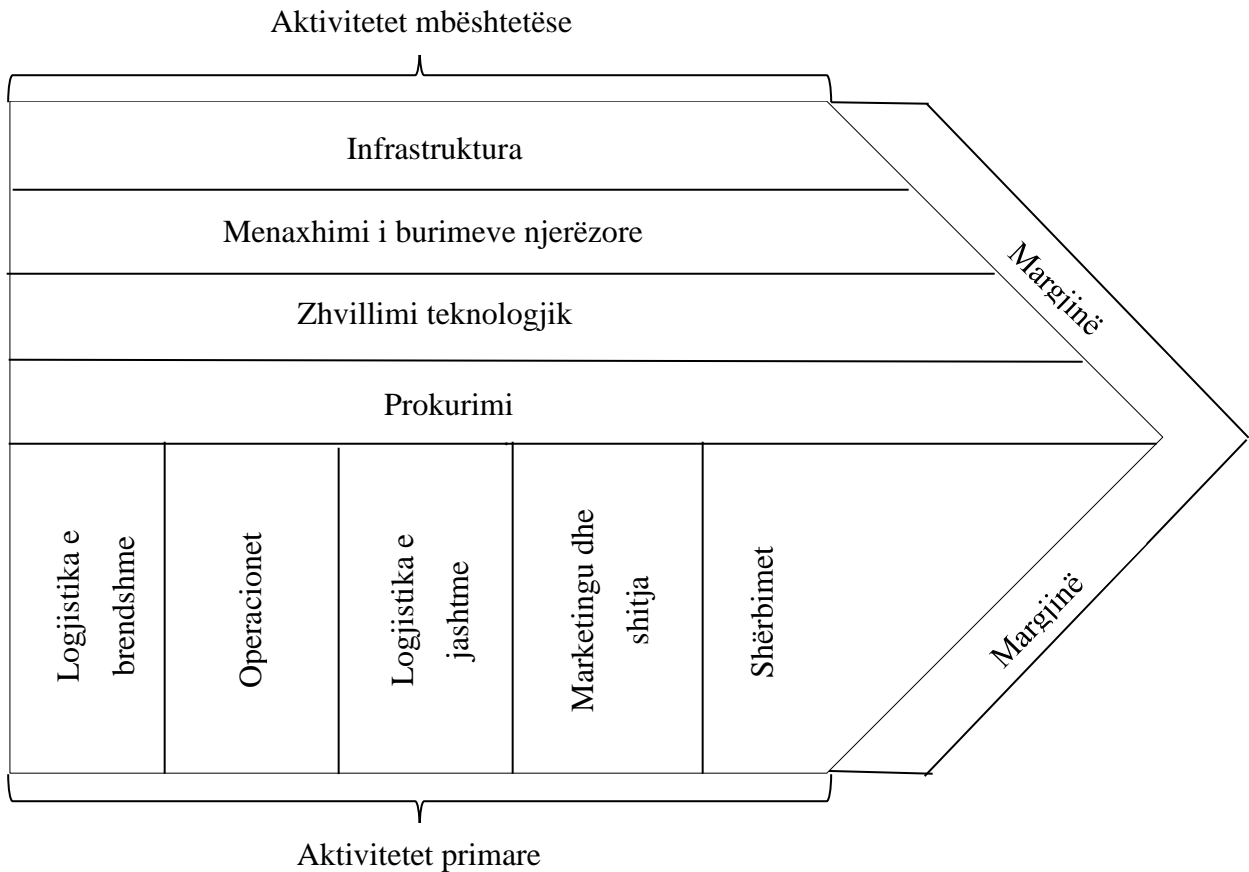 Aktivitetet mbështetëse
Infrastruktura
Menaxhimi i burimeve njerëzore
Zhvillimi teknologjik
Prokurimi
Margjinë
Logjistika e
brendshme
Operacionet
Logjistika e
jashtme
Marketingu dhe
shitja
Shërbimet
Margjinë
Aktivitetet primare